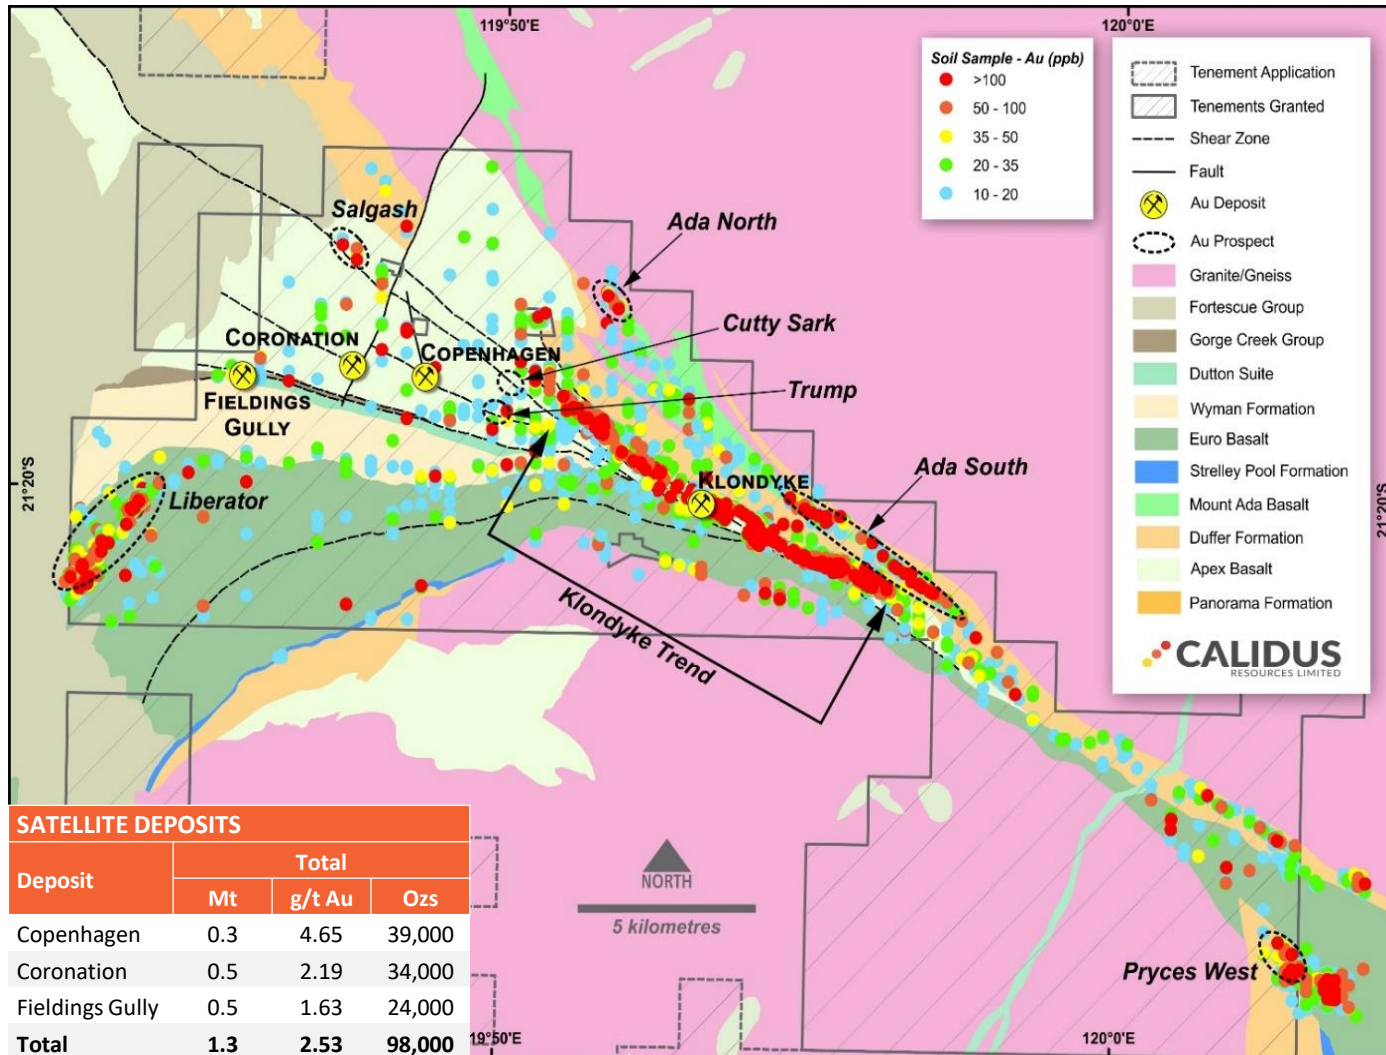 119°50'E
120°0'E
Soil Sample - Au (ppb)
>100
50 - 100
35 - 50
20 - 35
10 - 20
Tenement Application
Tenements Granted
Shear Zone
Fault
Au Deposit
Au Prospect
Granite/Gneiss
Fortescue Group
Gorge Creek Group
Dutton Suite
Wyman Formation
Euro Basalt
Strelley Pool Formation
Mount Ada Basalt
Duffer Formation
Apex Basalt
Panorama Formation
CALIDUS
RESOURCES LIMITED
Salgash
Ada North
Cutty Sark
CORONATION
COPENHAGEN
Trump
FIELDINGS
GULLY
Ada South
KLONDYKE
21°20'S
21°20'S
Liberator
Klondyke Trend
NORTH
5 kilometres
Pryces West
SATELLITE DEPOSITS
Deposit Total
Mt g/t Au Ozs
Copenhagen 0.3 4.65 39,000
Coronation 0.5 2.19 34,000
Fieldings Gully 0.5 1.63 24,000
Total 1.3 2.53 98,000
19°50'E
120°0'E